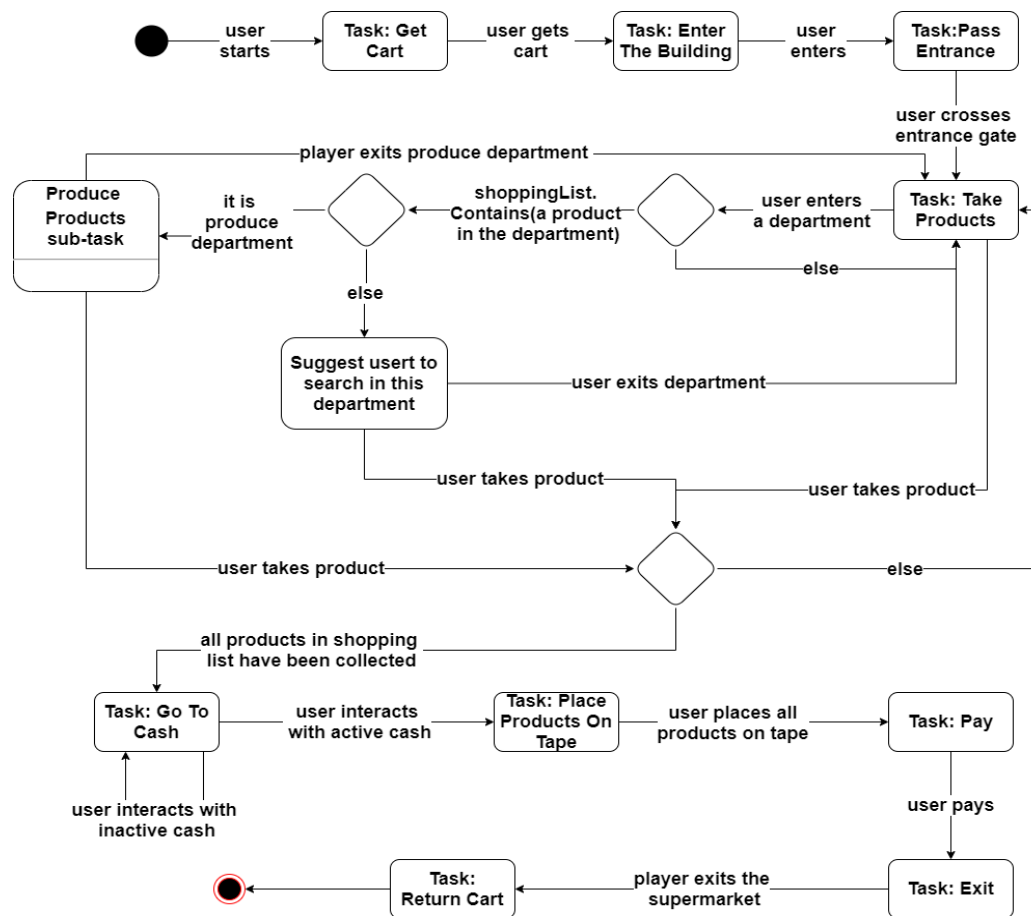 user
starts
Task: Get
Cart
user gets
cart
Task: Enter
The Building
user
enters
Task:Pass
Entrance
user crosses
entrance gate
player exits produce department
Produce
Products
sub-task
it is
produce
department
shoppingList.
Contains(a product
in the department)
user enters
a department
Task: Take
Products
else
else
Suggest usert to
search in this
department
user exits department
user takes product
user takes product
user takes product
else
all products in shopping
list have been collected
Task: Go To
Cash
user interacts
with active cash
Task: Place
Products On
Tape
user places all
products on tape
Task: Pay
user interacts with
inactive cash
user pays
Task:
Return Cart
player exits the
supermarket
Task: Exit